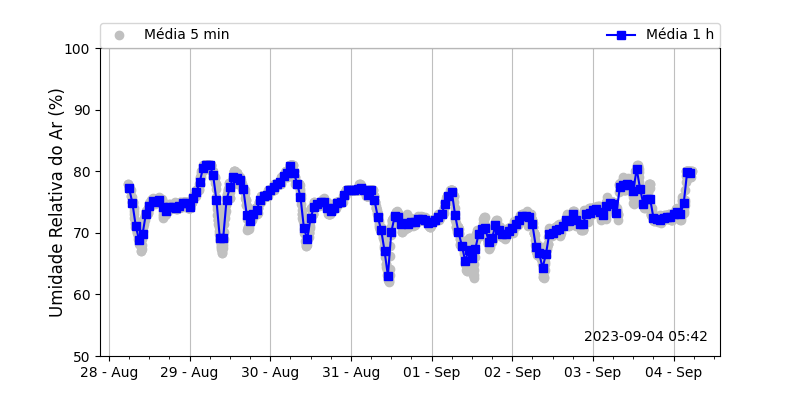 Média 5 min
Média 1 h
Umidade Relativa do Ar (%)
100
90
80
70
60
50
2023-09-04 05:42
28 - Aug
29 - Aug
30 - Aug
31 - Aug
01 - Sep
02 - Sep
03 - Sep
04 - Sep